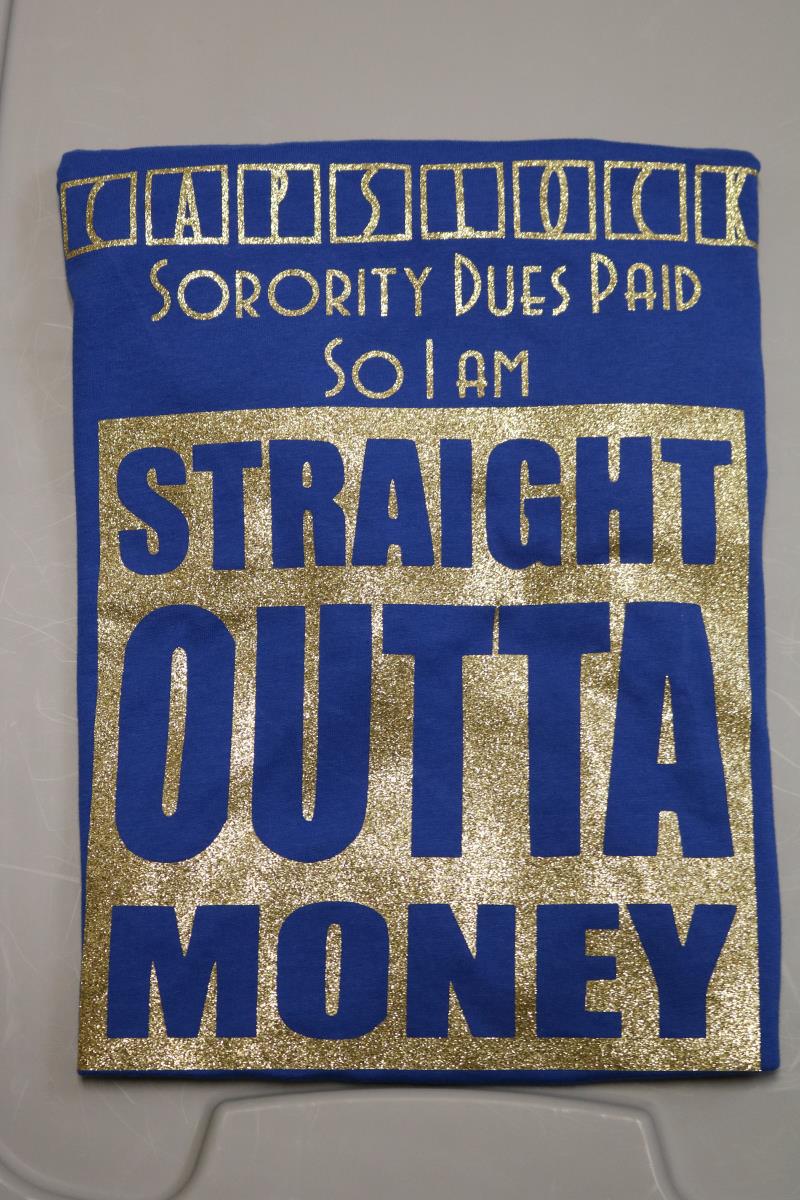 CAPSLOCK
SORORITY DUES PAID
SO I AM
STRAIGHT
OUTTA
MONEY